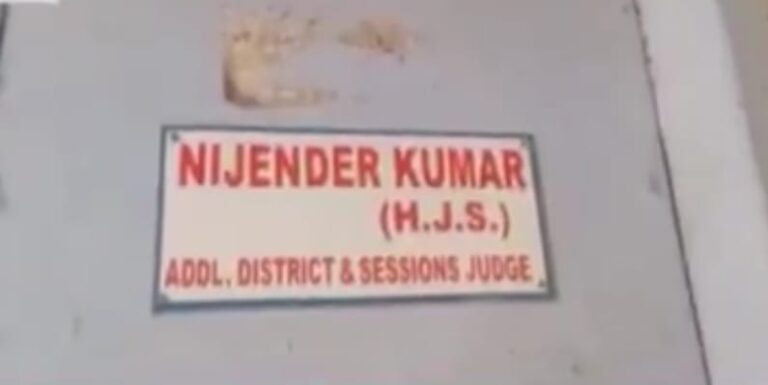 NIJENDER KUMAR
(H.J.S.)
ADDL. DISTRICT & SESSIONS JUDGE